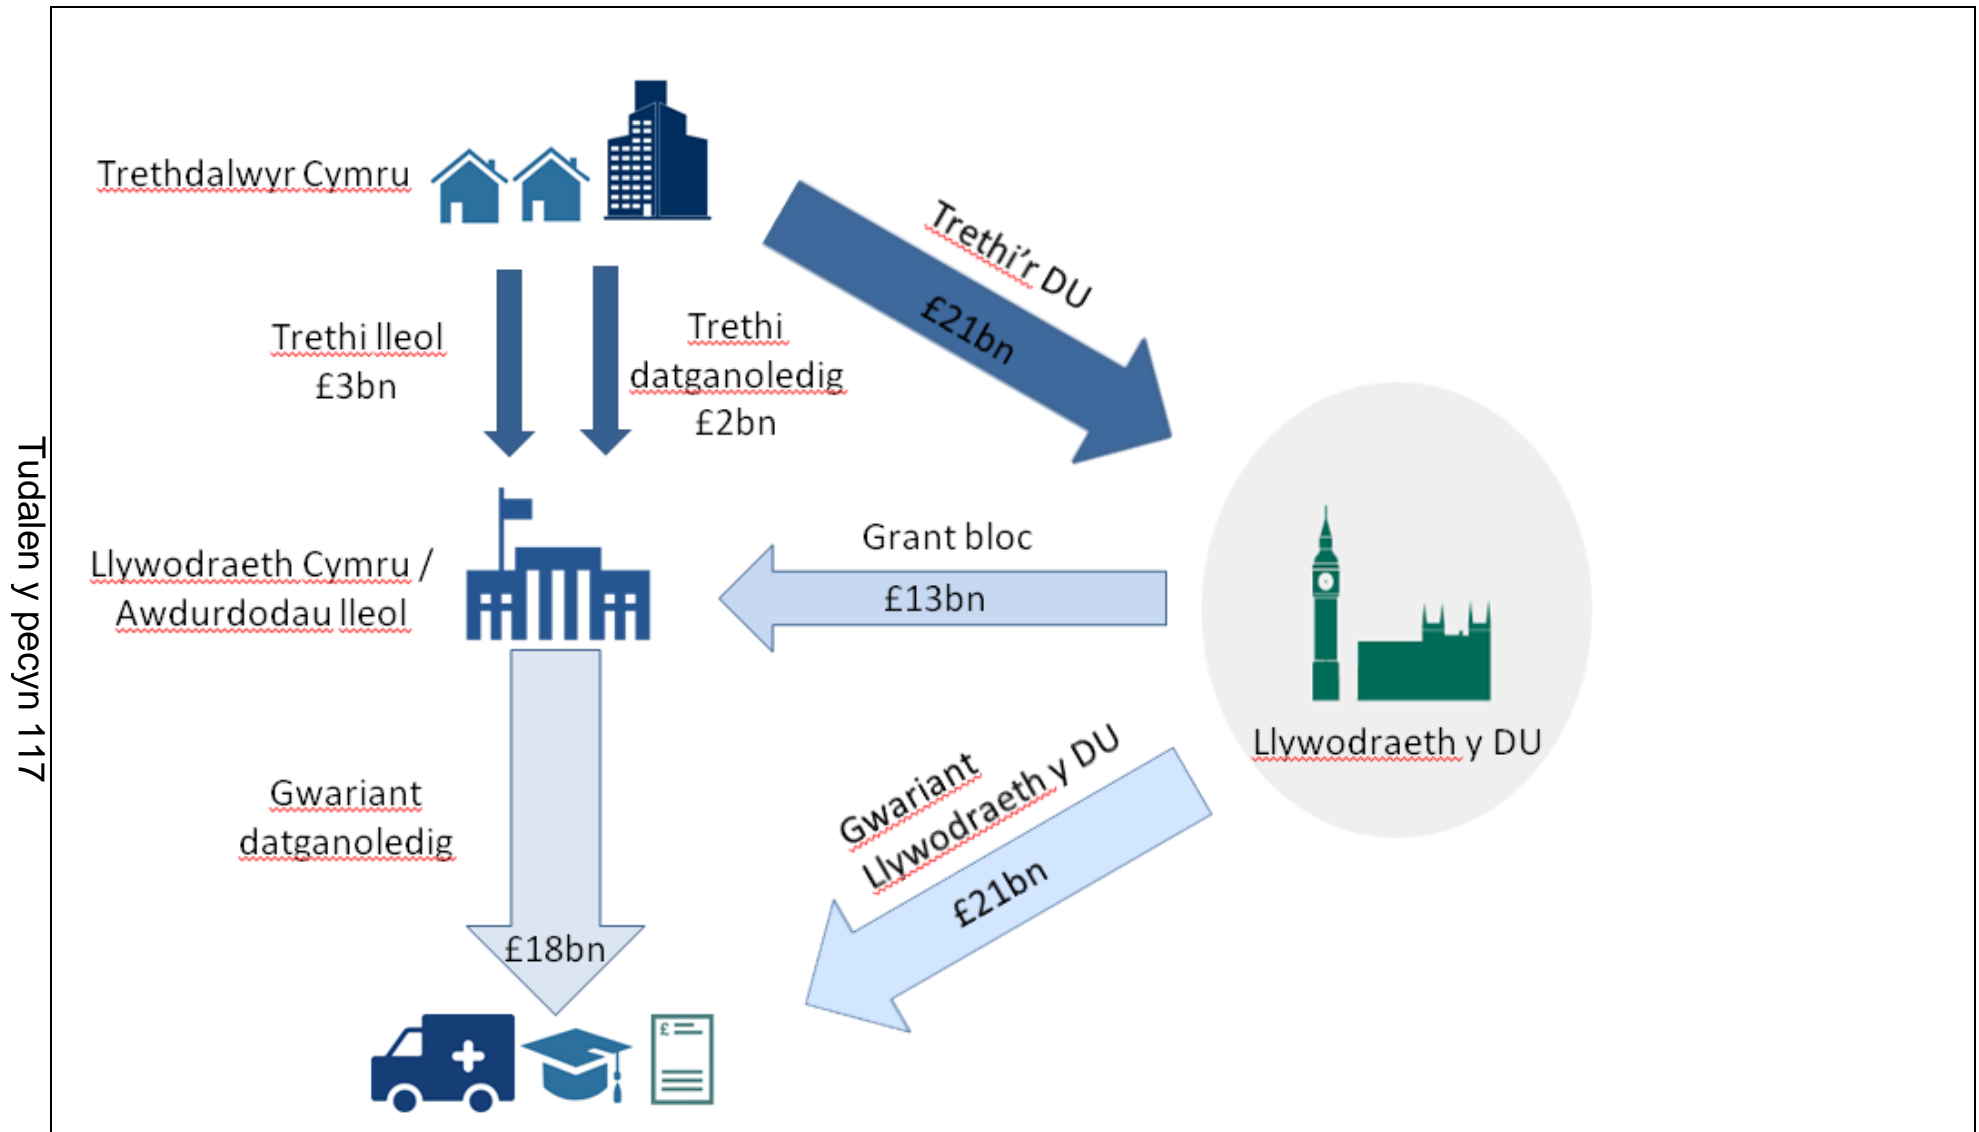 Trethdalwyr Cymru
Trethi'r DU
£21bn
Trethi lleol
£3bn
Trethi
datganoledig
£2bn
Llywodraeth Cymru /
Awdurdodau lleol
Grant bloc
£13bn
Llywodraeth y DU
Gwariant
Llywodraeth y DU
£21bn
Gwariant
datganoledig
£18bn
£
Tudalen y pecyn 117